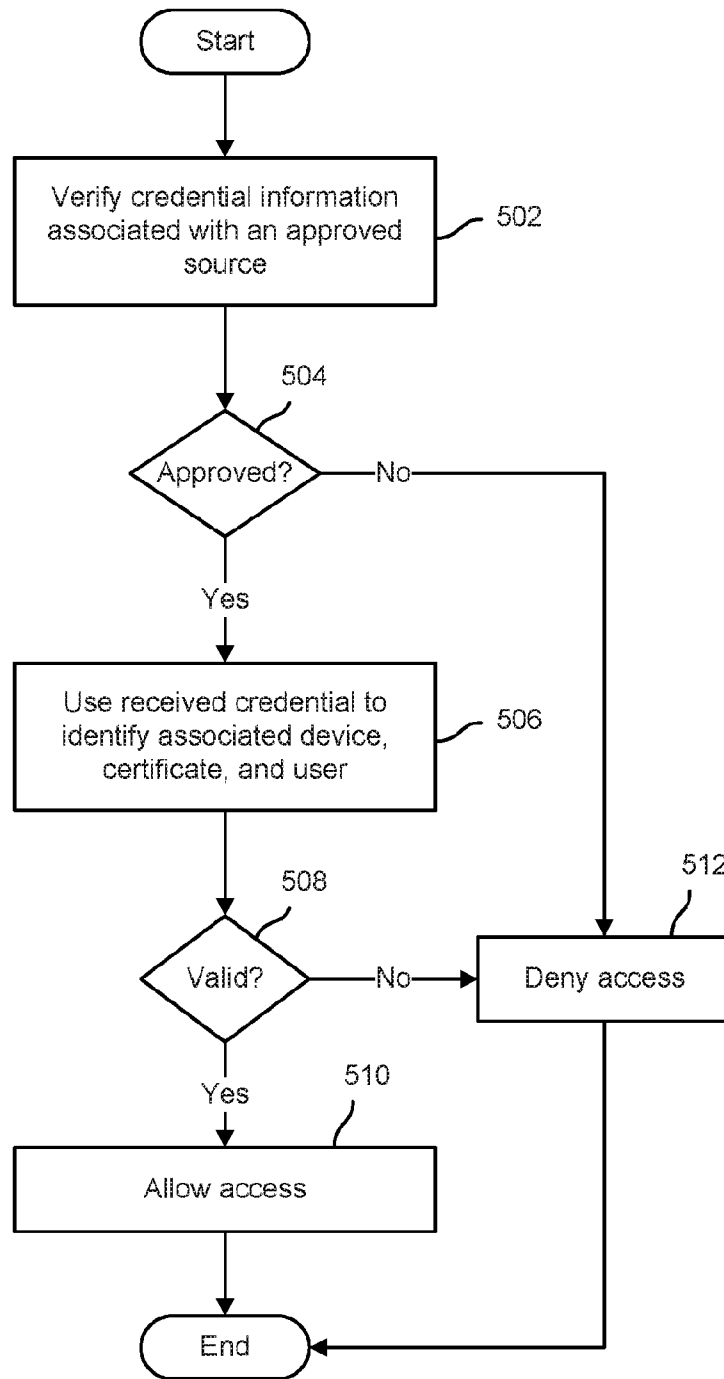 Start
Verify credential information
associated with an approved
source
502
504
Approved?
No
Yes
Use received credential to
identify associated device,
certificate, and user
506
508
Valid?
No
512
Deny access
Yes
510
Allow access
End